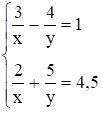 3/x − 4/y = 1
2/x + 5/y = 4,5